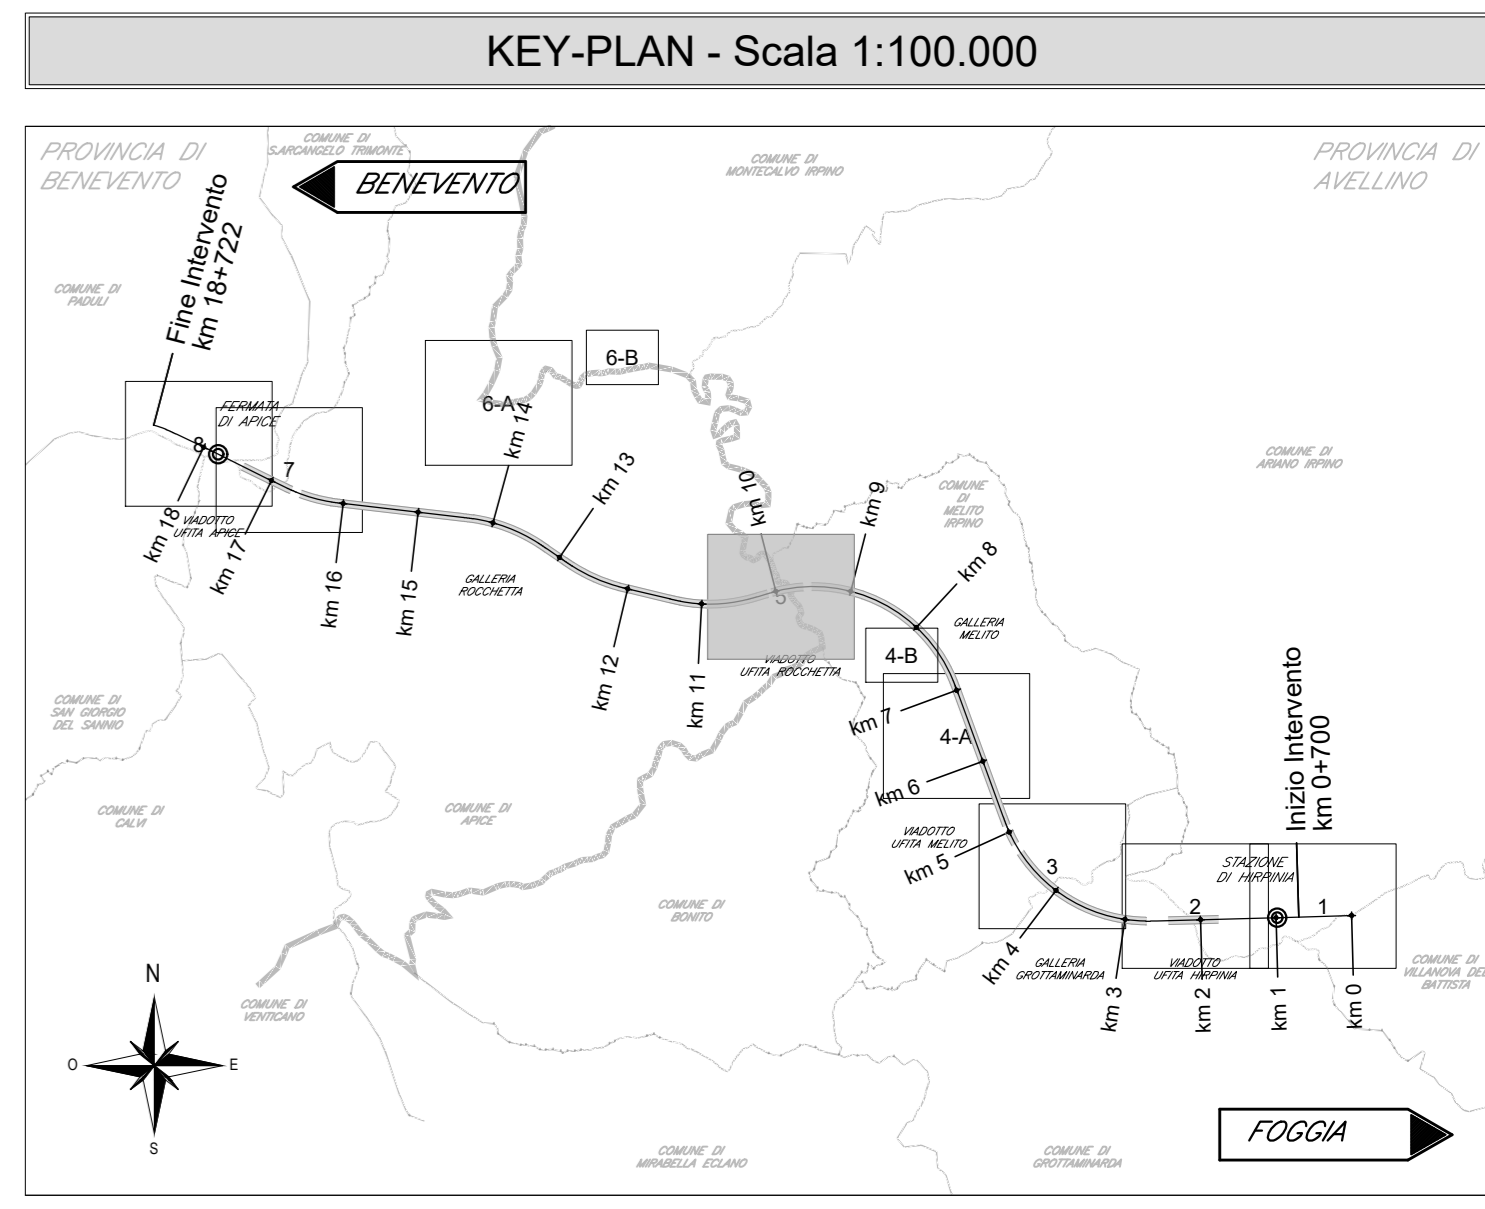 KEY-PLAN - Scala 1:100.000
PROVINCIA DI
BENEVENTO
COMUNE DI
S.ARCANGELO TRIMONTE
BENEVENTO
COMUNE DI
MONTECALVO IRPINO
PROVINCIA DI
AVELLINO
Fine Intervento
km 18+722
COMUNE DI
PADULI
6-B
6-A
km 14
FERMATA
DI APICE
8
7
km 13
km 10
km 9
COMUNE
DI
MELITO
IRPINO
COMUNE DI
ARIANO IRPINO
VIADOTTO
UFITA APICE
km 18
km 17
km 16
km 15
GALLERIA
ROCCHETTA
5
km 8
GALLERIA
MELITO
km 12
km 11
VIADOTTO
UFITA ROCCHETTA
4-B
COMUNE DI
SAN GIORGIO
DEL SANNIO
km 7
4-A
km 6
Inizio Intervento
km 0+700
COMUNE DI
CALVI
COMUNE DI
APICE
VIADOTTO
UFITA MELITO
km 5
3
STAZIONE
DI HIRPINIA
COMUNE DI
BONITO
2
1
km 4
GALLERIA
GROTTAMINARDA
VIADOTTO
UFITA HIRPINIA
COMUNE DI
VILLANOVA DEL
BATTISTA
km 3
km 2
km 1
km 0
COMUNE DI
VENTICANO
N
O
E
S
FOGGIA
COMUNE DI
MIRABELLA ECLANO
COMUNE DI
GROTTAMINARDA